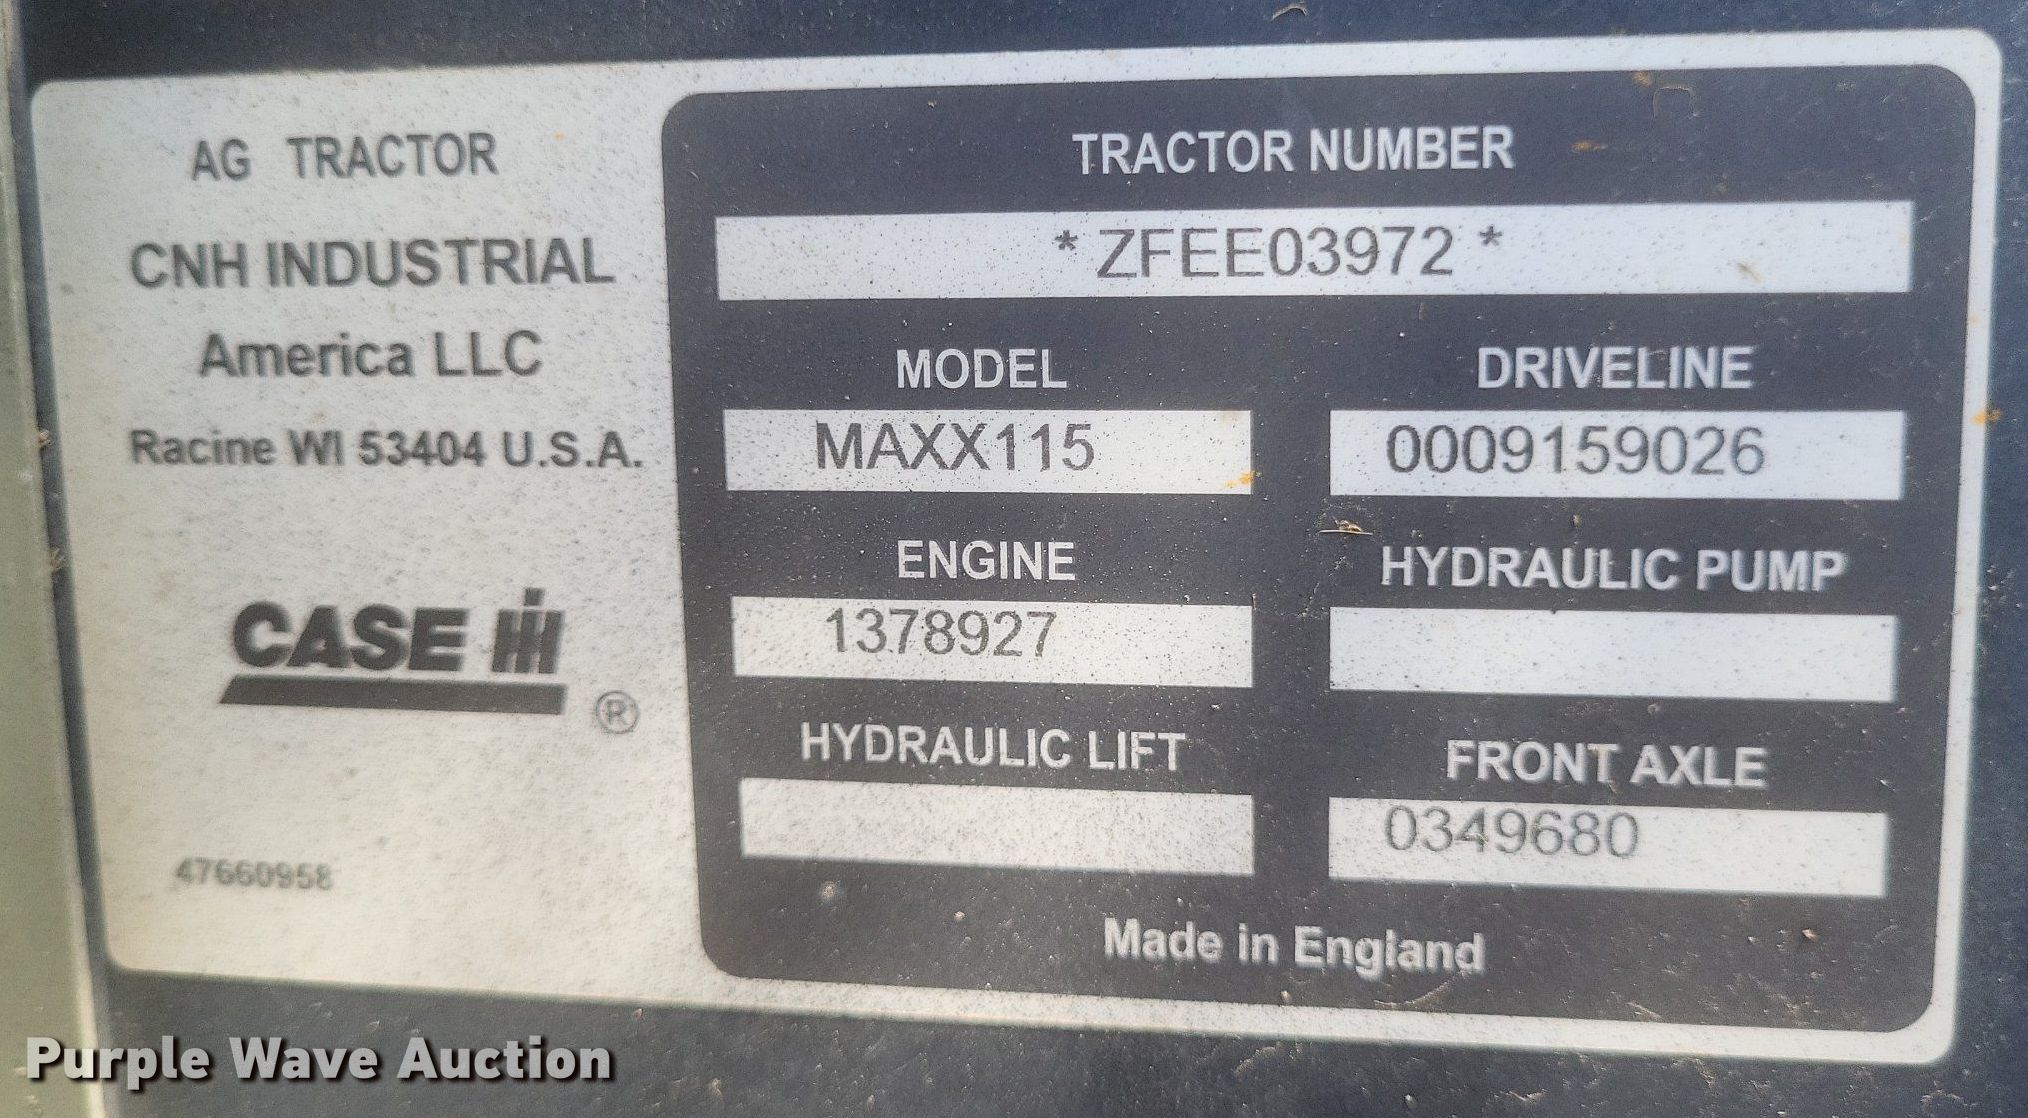 AG TRACTOR
CNH INDUSTRIAL
America LLC
Racine WI 53404 U.S.A.
CASE IH
®
47660958
TRACTOR NUMBER
* ZFEE03972 *
MODEL
MAXX115
DRIVELINE
0009159026
ENGINE
1378927
HYDRAULIC PUMP
HYDRAULIC LIFT
FRONT AXLE
0349680
Made in England
Purple Wave Auction